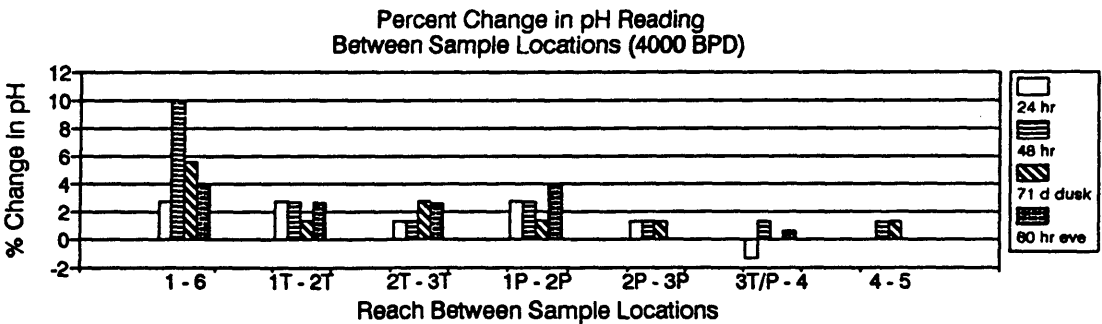 Percent Change in pH Reading
Between Sample Locations (4000 BPD)
% Change in pH
12
10
8
6
4
2
0
-2
1 - 6
1T - 2T
2T - 3T
1P - 2P
2P - 3P
3T/P - 4
4 - 5
Reach Between Sample Locations
24 hr
48 hr
71 d dusk
80 hr eve